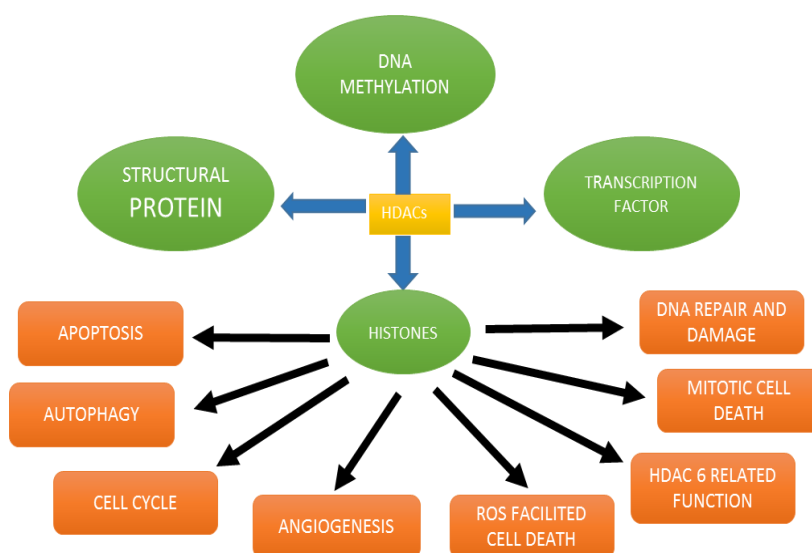 DNA
METHYLATION
STRUCTURAL
PROTEIN
TRANSCRIPTION
FACTOR
HDACs
HISTONES
APOPTOSIS
DNA REPAIR AND
DAMAGE
AUTOPHAGY
MITOTIC CELL
DEATH
CELL CYCLE
HDAC 6 RELATED
FUNCTION
ANGIOGENESIS
ROS FACILITED
CELL DEATH